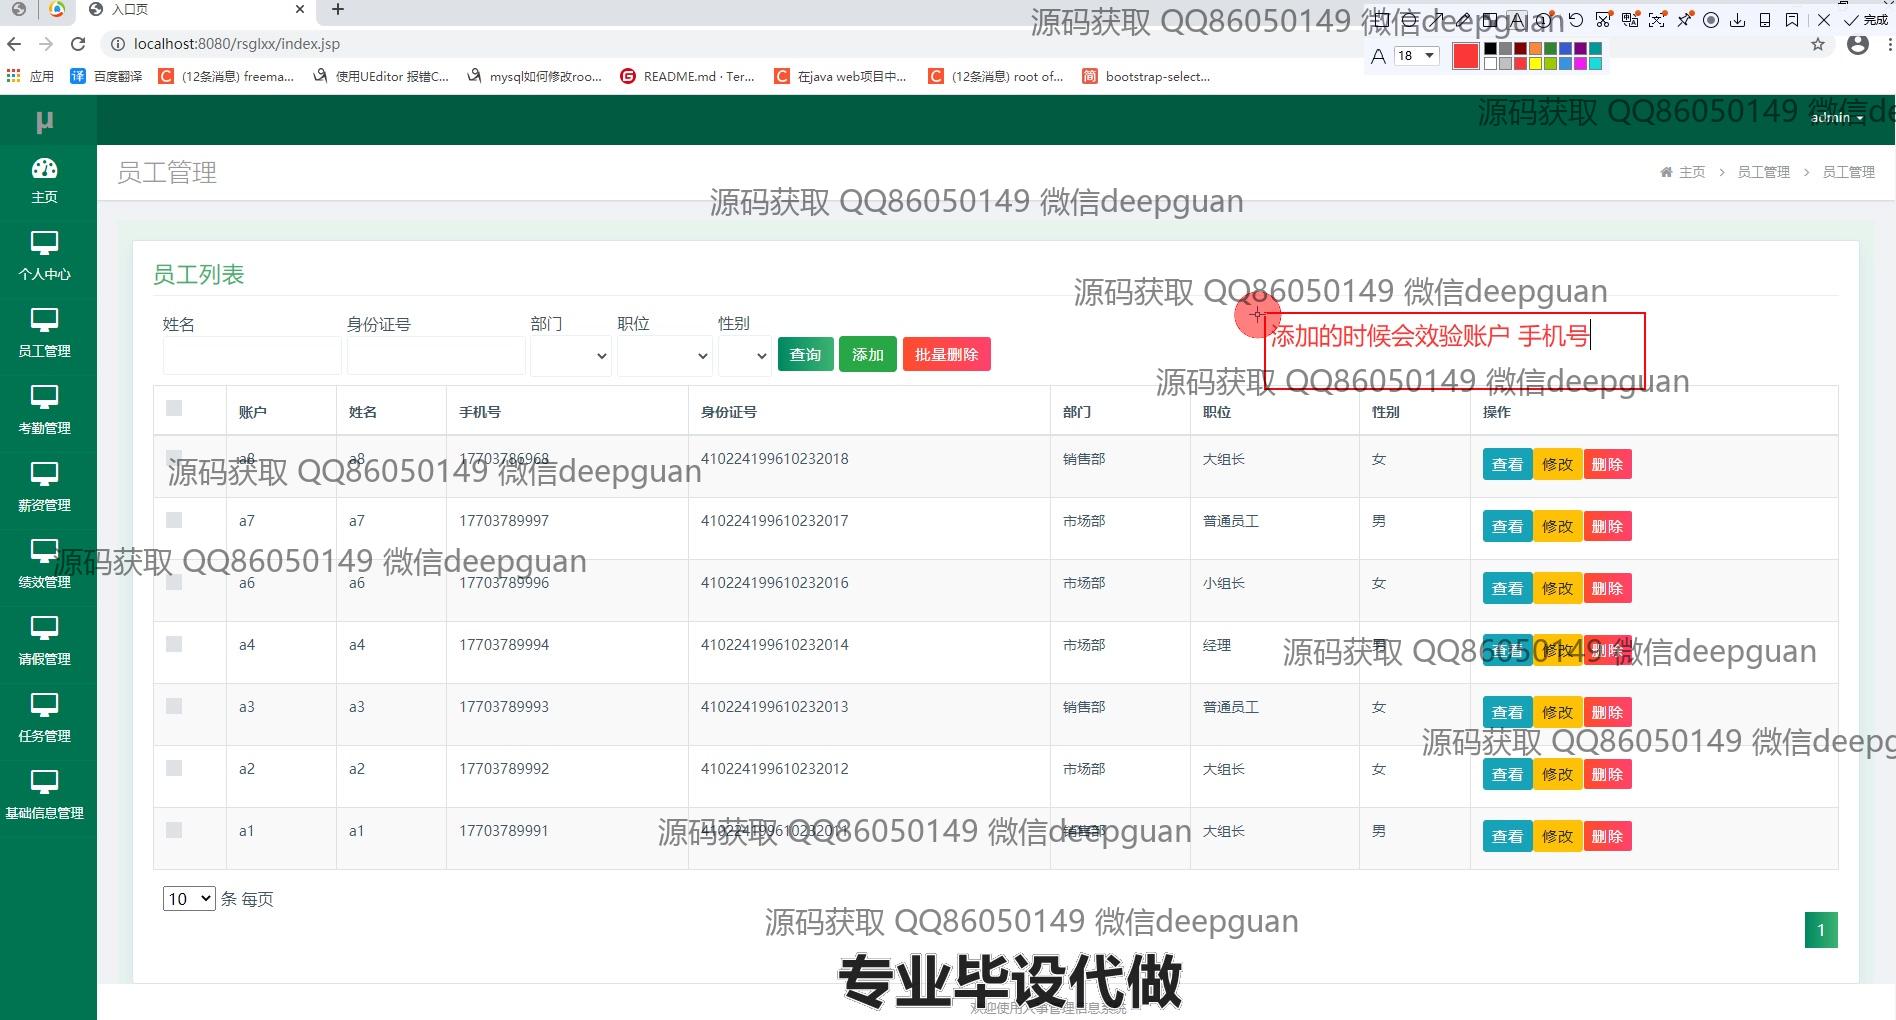 入口页
源码获取 QQ86050149 微信deepguan
完成
localhost:8080/rsglxx/index.jsp
A 18
应用 百度翻译 (12条消息) freema... 使用UEditor 报错C... mysql如何修改roo... README.md · Ter... 在java web项目中... (12条消息) root of... bootstrap-select...
源码获取 QQ86050149 微信de
μ
admin
员工管理
主页 > 员工管理 > 员工管理
源码获取 QQ86050149 微信deepguan
主页
个人中心
员工管理
考勤管理
薪资管理
绩效管理
请假管理
任务管理
基础信息管理
员工列表
源码获取 QQ86050149 微信deepguan
姓名 身份证号 部门 职位 性别
查询 添加 批量删除
添加的时候会效验账户 手机号
源码获取 QQ86050149 微信deepguan
账户 姓名 手机号 身份证号 部门 职位 性别 操作
a8 a8 17703786968 410224199610232018 销售部 大组长 女 查看 修改 删除
源码获取 QQ86050149 微信deepguan
a7 a7 17703789997 410224199610232017 市场部 普通员工 男 查看 修改 删除
源码获取 QQ86050149 微信deepguan
a6 a6 17703789996 410224199610232016 市场部 小组长 女 查看 修改 删除
a4 a4 17703789994 410224199610232014 市场部 经理 男 查看 修改 删除
源码获取 QQ86050149 微信deepguan
a3 a3 17703789993 410224199610232013 销售部 普通员工 女 查看 修改 删除
源码获取 QQ86050149 微信deepg
a2 a2 17703789992 410224199610232012 市场部 大组长 女 查看 修改 删除
a1 a1 17703789991 410224199610232011 销售部 大组长 男 查看 修改 删除
源码获取 QQ86050149 微信deepguan
10 条 每页
源码获取 QQ86050149 微信deepguan
1
专业毕设代做
欢迎使用人事管理信息系统